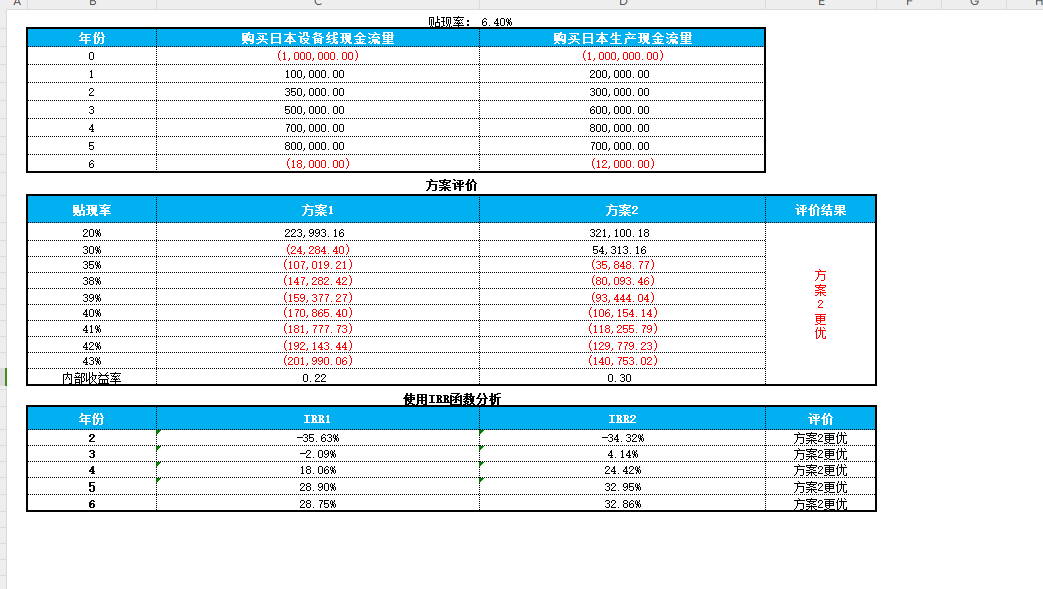 A B C D E F G H
贴现率： 6.40%
年份 购买日本设备线现金流量 购买日本生产现金流量
0 (1,000,000.00) (1,000,000.00)
1 100,000.00 200,000.00
2 350,000.00 300,000.00
3 500,000.00 600,000.00
4 700,000.00 800,000.00
5 800,000.00 700,000.00
6 (18,000.00) (12,000.00)
方案评价
贴现率 方案1 方案2 评价结果
20% 223,993.16 321,100.18
30% (24,284.40) 54,313.16
35% (107,019.21) (35,848.77)
38% (147,282.42) (80,093.46)
39% (159,377.27) (93,444.04)
40% (170,865.40) (106,154.14)
41% (181,777.73) (118,255.79)
42% (192,143.44) (129,779.23)
43% (201,990.06) (140,753.02)
内部收益率 0.22 0.30
方案2更优
使用IRR函数分析
年份 IRR1 IRR2 评价
2 -35.63% -34.32% 方案2更优
3 -2.09% 4.14% 方案2更优
4 18.06% 24.42% 方案2更优
5 28.90% 32.95% 方案2更优
6 28.75% 32.86% 方案2更优